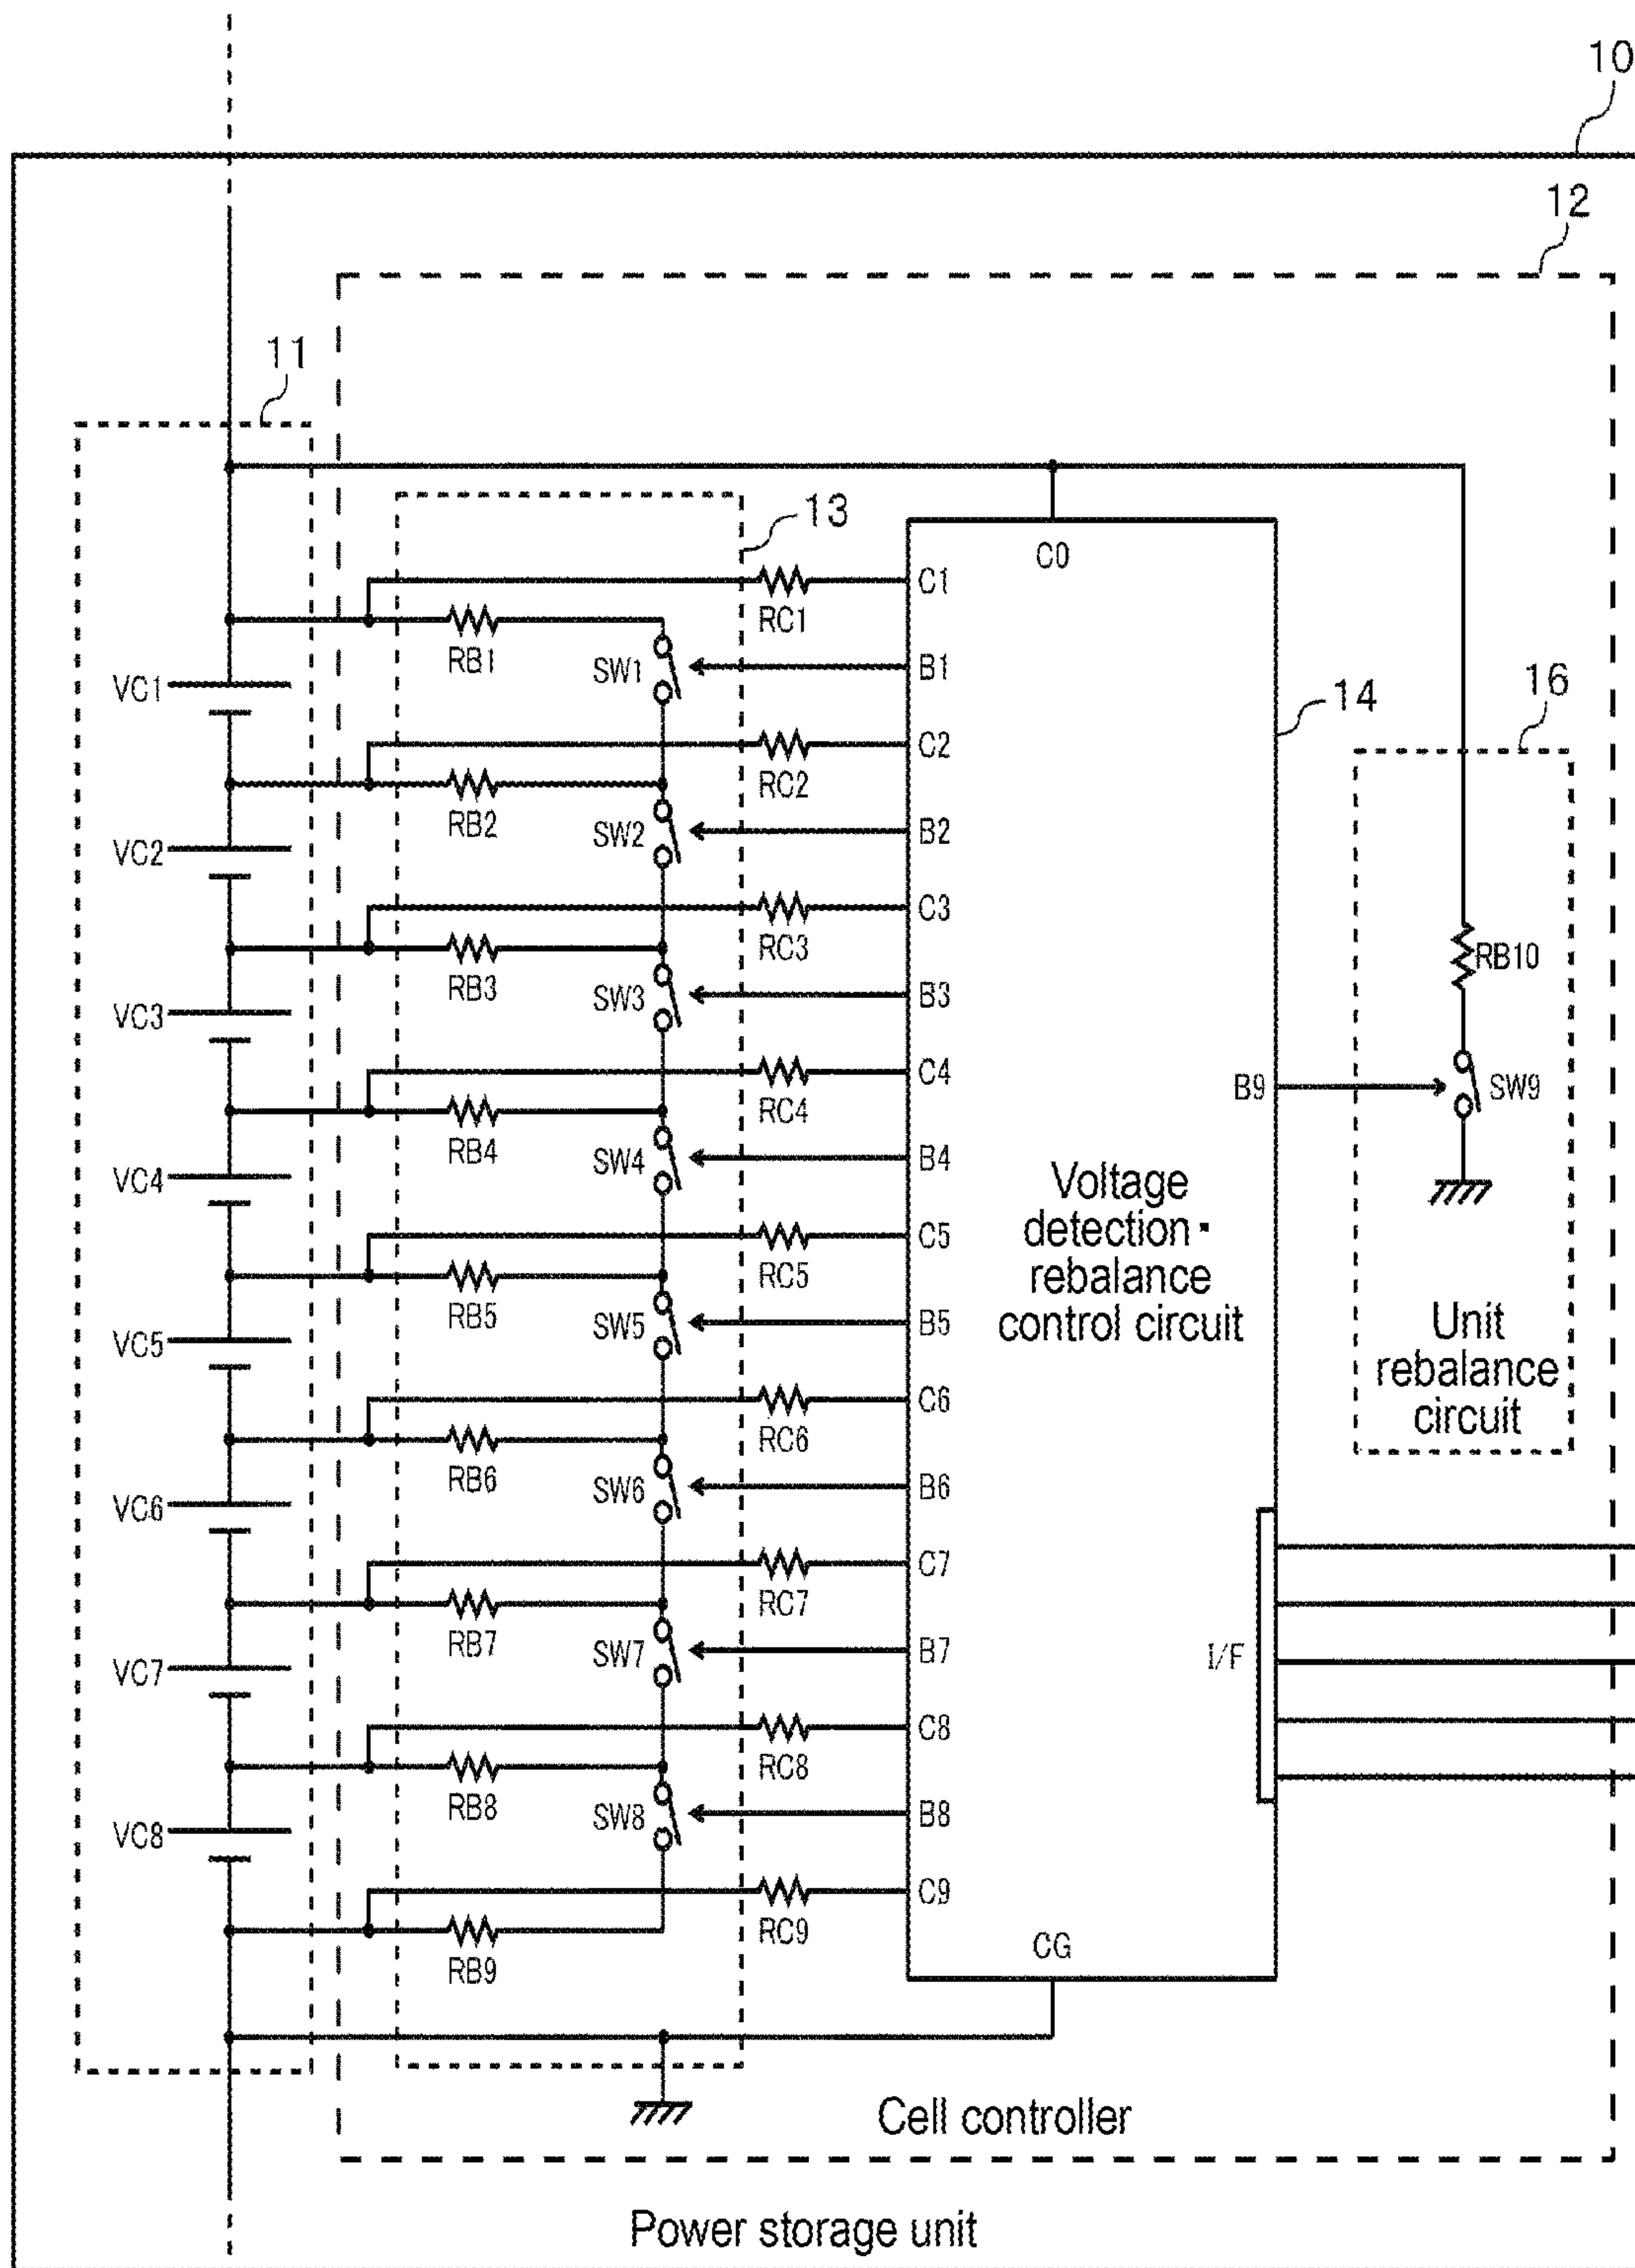 10
12
11
13
C0
C1
RC1
RB1
SW1
B1
VC1
14
16
C2
RC2
RB2
SW2
B2
VC2
C3
RC3
RB3
SW3
B3
VC3
RB10
C4
RC4
RB4
SW4
B4
VC4
B9
SW9
Voltage
detection・
rebalance
control circuit
C5
RC5
RB5
SW5
B5
VC5
Unit
rebalance
circuit
C6
RC6
RB6
SW6
B6
VC6
C7
RC7
RB7
SW7
B7
VC7
I/F
C8
RC8
RB8
SW8
B8
VC8
C9
RC9
RB9
CG
Cell controller
Power storage unit